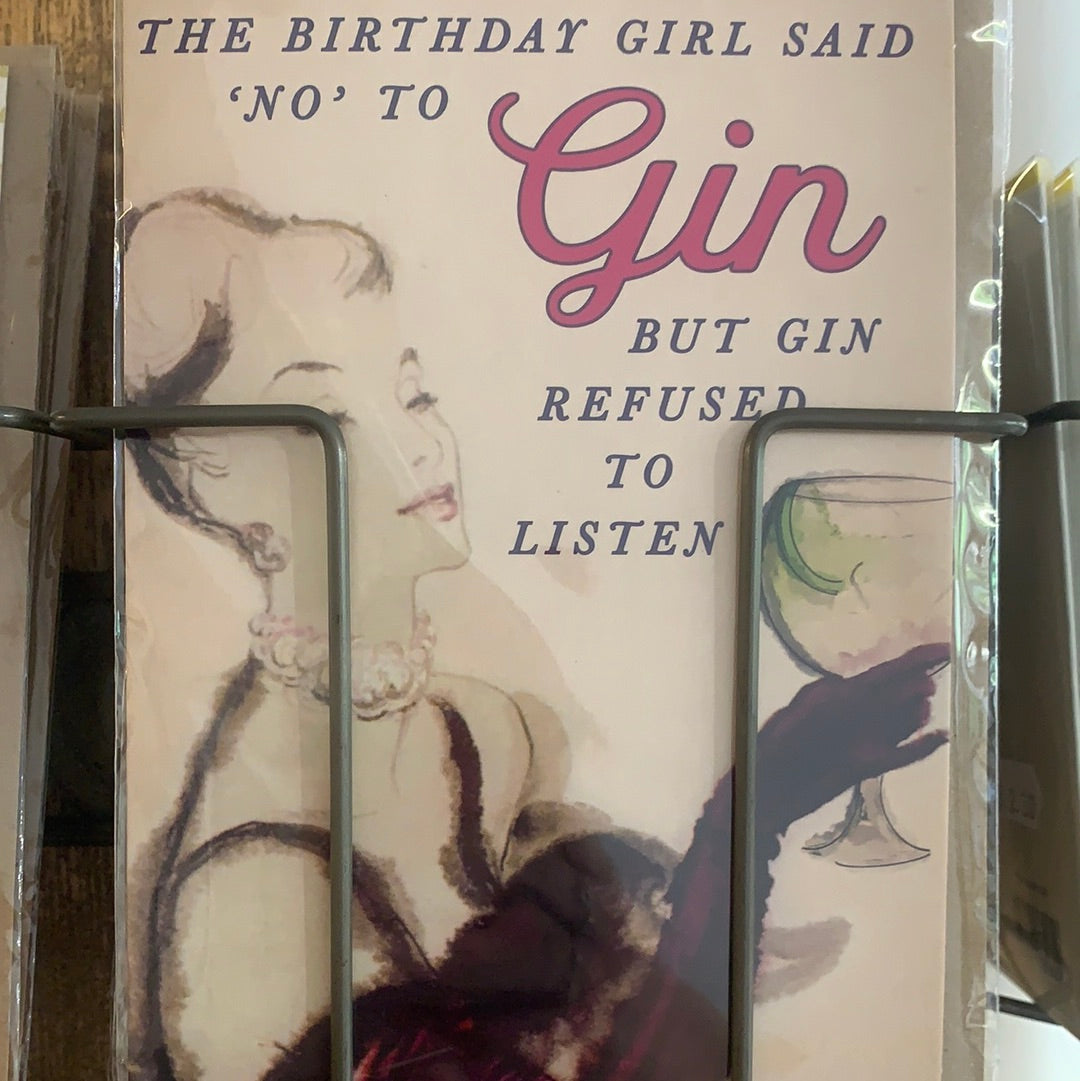 THE BIRTHDAY GIRL SAID
'NO' TO Gin
BUT GIN
REFUSED
TO
LISTEN